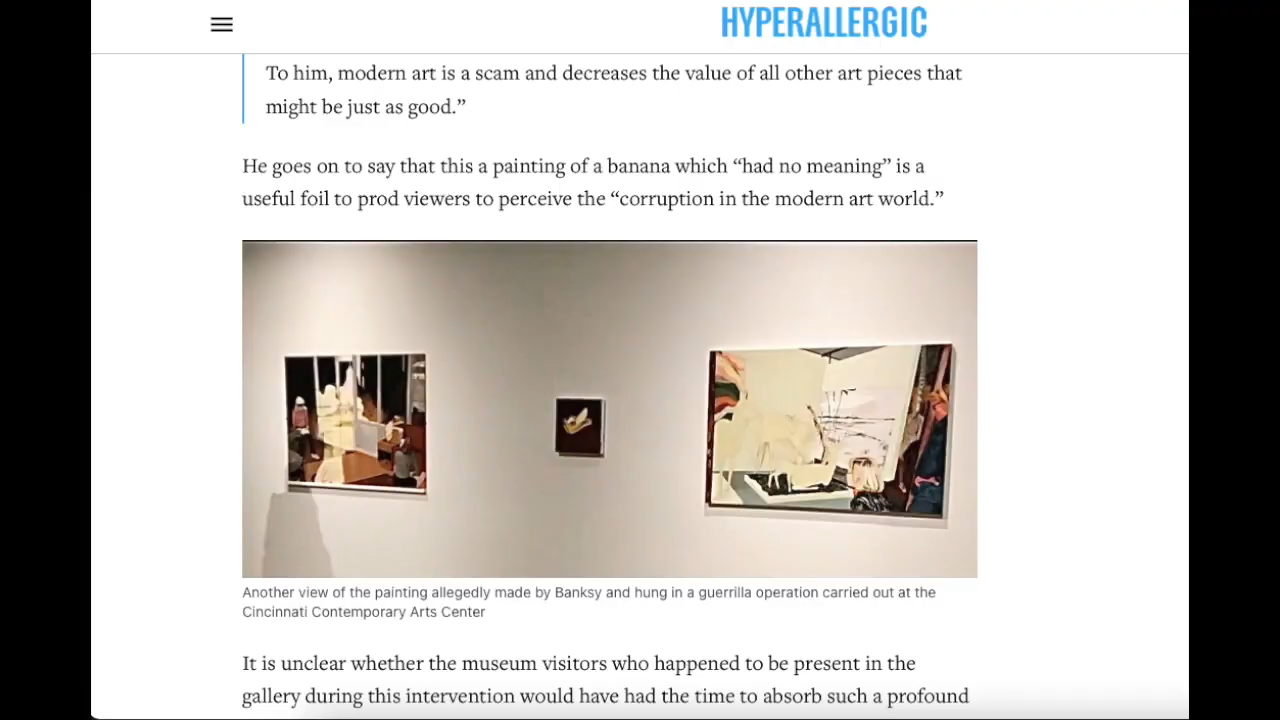 HYPERALLERGIC
To him, modern art is a scam and decreases the value of all other art pieces that
might be just as good.”
He goes on to say that this a painting of a banana which “had no meaning” is a
useful foil to prod viewers to perceive the “corruption in the modern art world.”
Another view of the painting allegedly made by Banksy and hung in a guerrilla operation carried out at the
Cincinnati Contemporary Arts Center
It is unclear whether the museum visitors who happened to be present in the
gallery during this intervention would have had the time to absorb such a profound